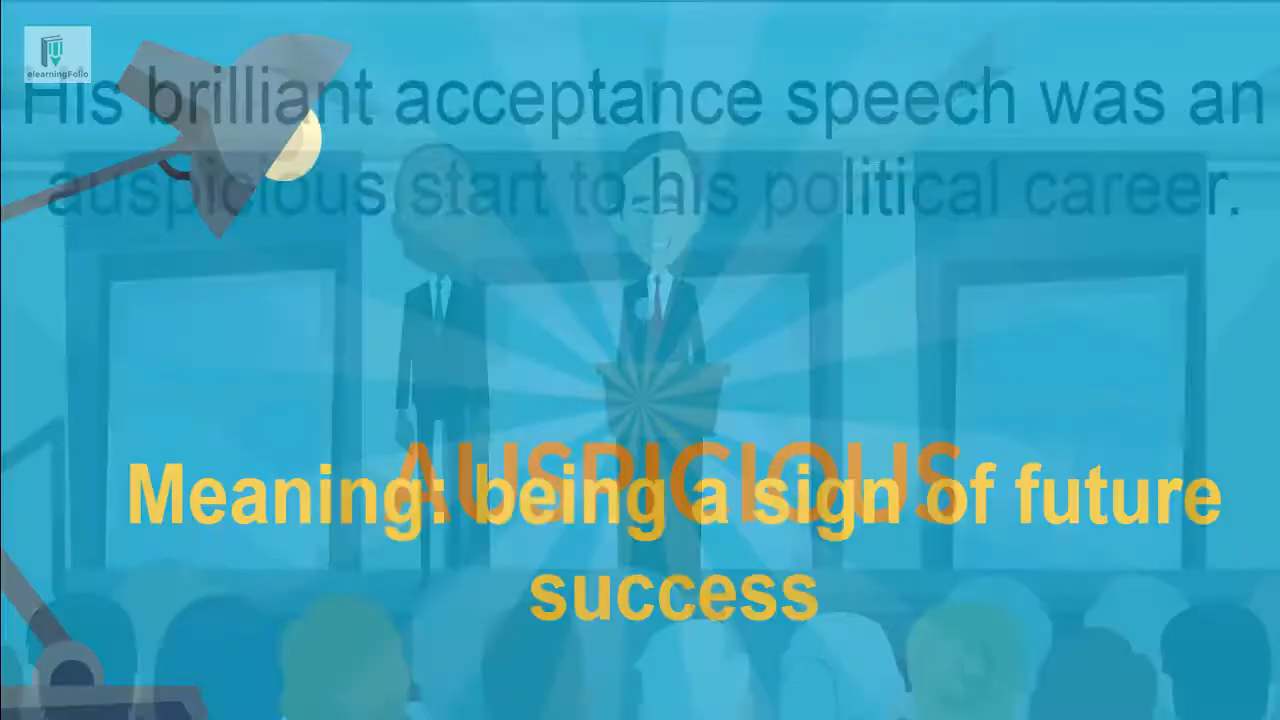 elearningFolio
His brilliant acceptance speech was an
auspicious start to his political career.
AUSPICIOUS
Meaning: being a sign of future
success